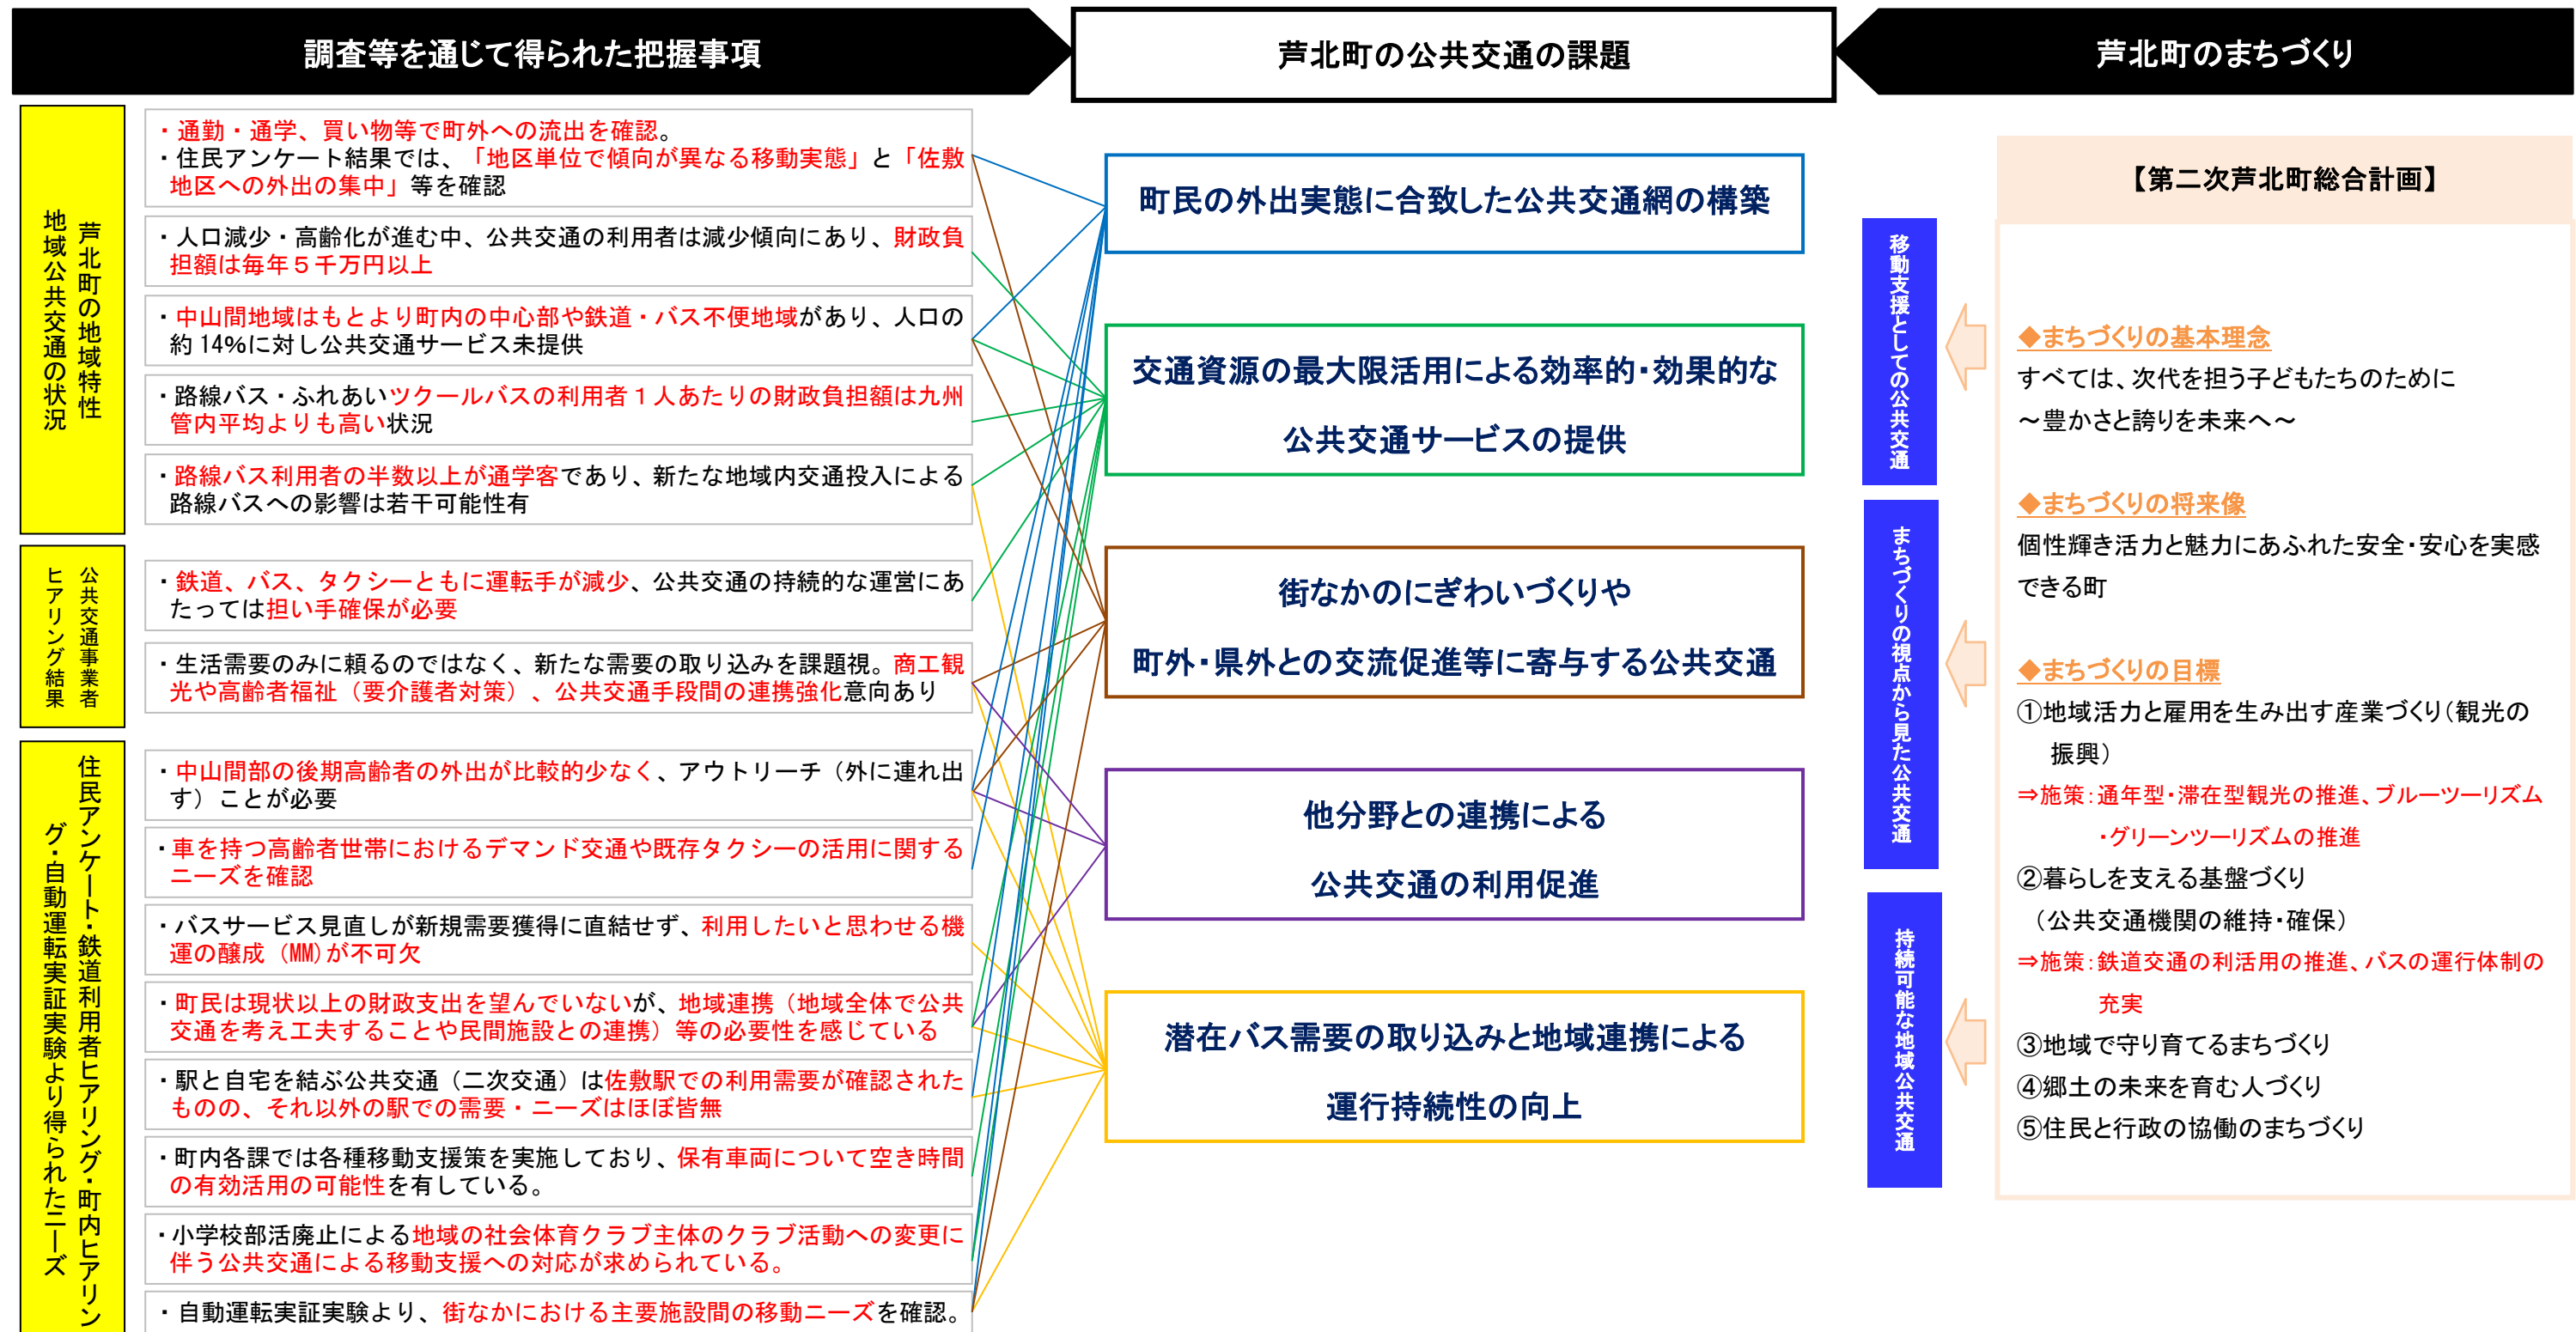 調査等を通じて得られた把握事項
芦北町の公共交通の課題
芦北町のまちづくり
芦北町の地域特性
地域公共交通の状況
・通勤・通学、買い物等で町外への流出を確認。
・住民アンケート結果では、「地区単位で傾向が異なる移動実態」と「佐敷
地区への外出の集中」等を確認
・人口減少・高齢化が進む中、公共交通の利用者は減少傾向にあり、財政負
担額は毎年５千万円以上
・中山間地域はもとより町内の中心部や鉄道・バス不便地域があり、人口の
約14%に対し公共交通サービス未提供
・路線バス・ふれあいツクールバスの利用者１人あたりの財政負担額は九州
管内平均よりも高い状況
・路線バス利用者の半数以上が通学客であり、新たな地域内交通投入による
路線バスへの影響は若干可能性有
公共交通事業者
ヒアリング結果
・鉄道、バス、タクシーともに運転手が減少、公共交通の持続的な運営にあ
たっては担い手確保が必要
・生活需要のみに頼るのではなく、新たな需要の取り込みを課題視。商工観
光や高齢者福祉（要介護者対策）、公共交通手段間の連携強化意向あり
住民アンケート・鉄道利用者ヒアリング・町内ヒアリン
グ・自動運転実証実験より得られたニーズ
・中山間部の後期高齢者の外出が比較的少なく、アウトリーチ（外に連れ出
す）ことが必要
・車を持つ高齢者世帯におけるデマンド交通や既存タクシーの活用に関する
ニーズを確認
・バスサービス見直しが新規需要獲得に直結せず、利用したいと思わせる機
運の醸成（MM)が不可欠
・町民は現状以上の財政支出を望んでいないが、地域連携（地域全体で公共
交通を考え工夫することや民間施設との連携）等の必要性を感じている
・駅と自宅を結ぶ公共交通（二次交通）は佐敷駅での利用需要が確認された
ものの、それ以外の駅での需要・ニーズはほぼ皆無
・町内各課では各種移動支援策を実施しており、保有車両について空き時間
の有効活用の可能性を有している。
・小学校部活廃止による地域の社会体育クラブ主体のクラブ活動への変更に
伴う公共交通による移動支援への対応が求められている。
・自動運転実証実験より、街なかにおける主要施設間の移動ニーズを確認。
町民の外出実態に合致した公共交通網の構築
交通資源の最大限活用による効率的・効果的な
公共交通サービスの提供
街なかのにぎわいづくりや
町外・県外との交流促進等に寄与する公共交通
他分野との連携による
公共交通の利用促進
潜在バス需要の取り込みと地域連携による
運行持続性の向上
移動支援としての公共交通
まちづくりの視点から見た公共交通
持続可能な地域公共交通
【第二次芦北町総合計画】
◆まちづくりの基本理念
すべては、次代を担う子どもたちのために
～豊かさと誇りを未来へ～
◆まちづくりの将来像
個性輝き活力と魅力にあふれた安全・安心を実感
できる町
◆まちづくりの目標
①地域活力と雇用を生み出す産業づくり（観光の
振興）
⇒施策：通年型・滞在型観光の推進、ブルーツーリズム
・グリーンツーリズムの推進
②暮らしを支える基盤づくり
（公共交通機関の維持・確保）
⇒施策：鉄道交通の利活用の推進、バスの運行体制の
充実
③地域で守り育てるまちづくり
④郷土の未来を育む人づくり
⑤住民と行政の協働のまちづくり